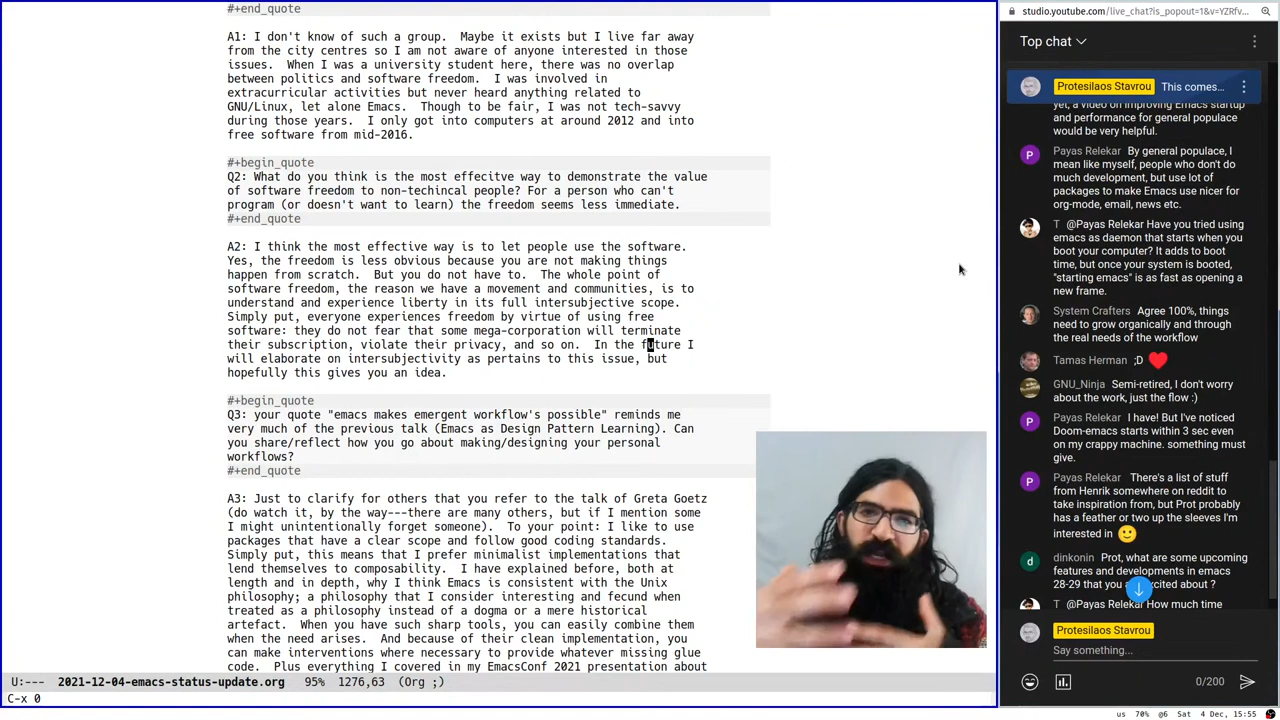 #+end_quote
A1: I don't know of such a group.  Maybe it exists but I live far away
from the city centres so I am not aware of anyone interested in those
issues.  When I was a university student here, there was no overlap
between politics and software freedom.  I was involved in
extracurricular activities but never heard anything related to
GNU/Linux, let alone Emacs.  Though to be fair, I was not tech-savvy
during those years.  I only got into computers at around 2012 and into
free software from mid-2016.
#+begin_quote
Q2: What do you think is the most effecitve way to demonstrate the value
of software freedom to non-techincal people? For a person who can't
program (or doesn't want to learn) the freedom seems less immediate.
#+end_quote
A2: I think the most effective way is to let people use the software.
Yes, the freedom is less obvious because you are not making things
happen from scratch.  But you do not have to.  The whole point of
software freedom, the reason we have a movement and communities, is to
understand and experience liberty in its full intersubjective scope.
Simply put, everyone experiences freedom by virtue of using free
software: they do not fear that some mega-corporation will terminate
their subscription, violate their privacy, and so on.  In the future I
will elaborate on intersubjectivity as pertains to this issue, but
hopefully this gives you an idea.
#+begin_quote
Q3: your quote "emacs makes emergent workflow's possible" reminds me
very much of the previous talk (Emacs as Design Pattern Learning). Can
you share/reflect how you go about making/designing your personal
workflows?
#+end_quote
A3: Just to clarify for others that you refer to the talk of Greta Goetz
(do watch it, by the way---there are many others, but if I mention some
I might unintentionally forget someone).  To your point: I like to use
packages that have a clear scope and follow good coding standards.
Simply put, this means that I prefer minimalist implementations that
lend themselves to composability.  I have explained before, both at
length and in depth, why I think Emacs is consistent with the Unix
philosophy; a philosophy that I consider interesting and fecund when
treated as a philosophy instead of a dogma or a mere historical
artefact.  When you have such sharp tools, you can easily combine them
when the need arises.  And because of their clean implementation, you
can make interventions where necessary to provide whatever missing glue
code.  Plus everything I covered in my EmacsConf 2021 presentation about
U:---  2021-12-04-emacs-status-update.org  95%  1276,63  (Org ;)
C-x 0
studio.youtube.com/live_chat?is_popout=1&v=YZRfv...
Top chat
Protesilaos Stavrou This comes...
yet, a video on improving Emacs startup
and performance for general populace
would be very helpful.
P Payas Relekar By general populace, I
mean like myself, people who don't do
much development, but use lot of
packages to make Emacs use nicer for
org-mode, email, news etc.
T @Payas Relekar Have you tried using
emacs as daemon that starts when you
boot your computer? It adds to boot
time, but once your system is booted,
"starting emacs" is as fast as opening a
new frame.
System Crafters Agree 100%, things
need to grow organically and through
the real needs of the workflow
Tamas Herman ;D
GNU_Ninja Semi-retired, I don't worry
about the work, just the flow :)
P Payas Relekar I have! But I've noticed
Doom-emacs starts within 3 sec even
on my crappy machine. something must
give.
P Payas Relekar There's a list of stuff
from Henrik somewhere on reddit to
take inspiration from, but Prot probably
has a feather or two up the sleeves I'm
interested in
d dinkonin Prot, what are some upcoming
features and developments in emacs
28-29 that you excited about ?
T @Payas Relekar How much time
Protesilaos Stavrou
Say something...
0/200
us 70% @6 Sat 4 Dec, 15:55